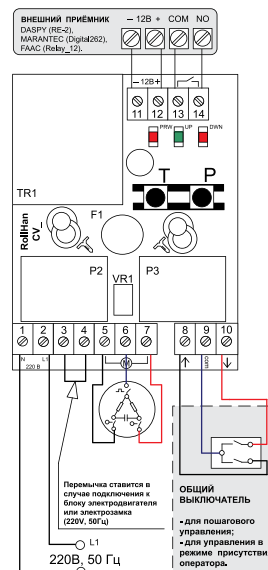 ВНЕШНИЙ ПРИЁМНИК
DASPY (RE-2),
MARANTEC (Digital262),
FAAC (Relay_12).
– 12В + COM NO
– 12В+
11 12 13 14
PRW UP DWN
TR1
T P
RollHan
CV_
F1
P2 VR1 P3
1 2 3 4 5 6 7 8 9 10
N L1 M com
220 В
Перемычка ставится в
случае подключения к
блоку электродвигателя
или электрозамка
(220V, 50Гц)
ОБЩИЙ
ВЫКЛЮЧАТЕЛЬ
- для пошагового
управления;
- для управления в
режиме присутстви
оператора.
L1
220В, 50 Гц